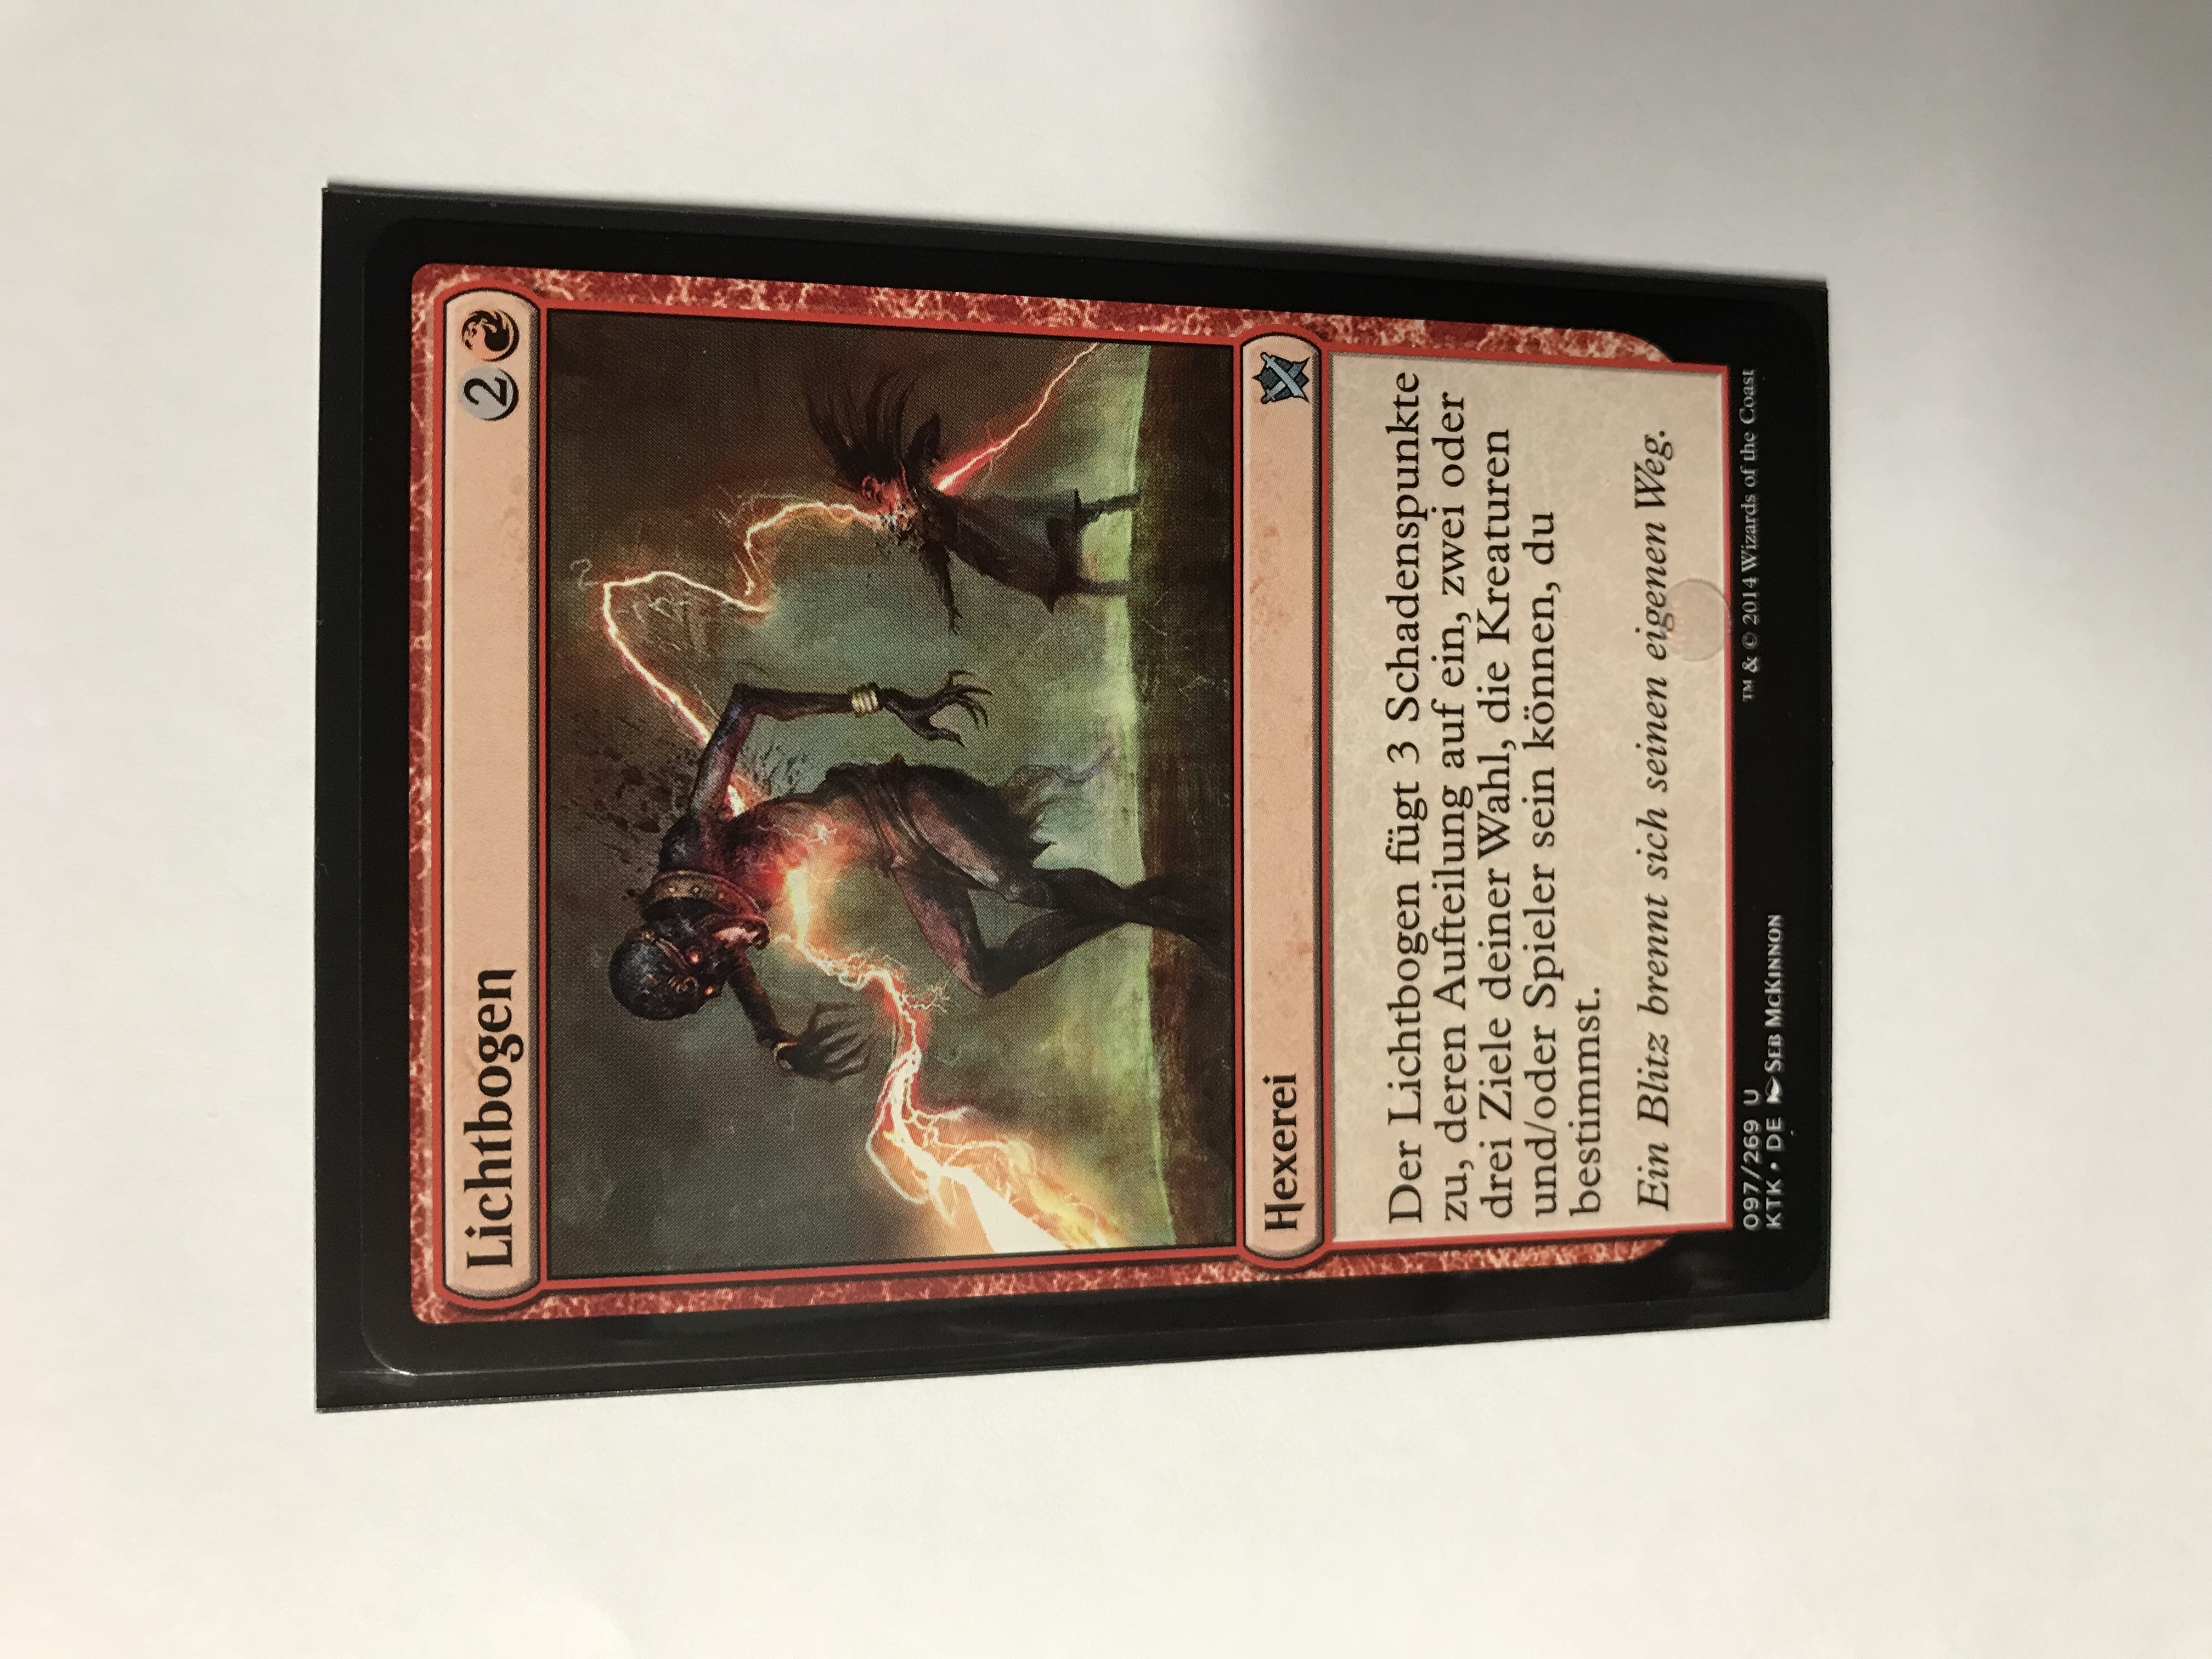 Lichtbogen 2
Hexerei
Der Lichtbogen fügt 3 Schadenspunkte
zu, deren Aufteilung auf ein, zwei oder
drei Ziele deiner Wahl, die Kreaturen
und/oder Spieler sein können, du
bestimmst.
Ein Blitz brennt sich seinen eigenen Weg.
097/269 U
KTK • DE SEB MCKINNON
™ & © 2014 Wizards of the Coast